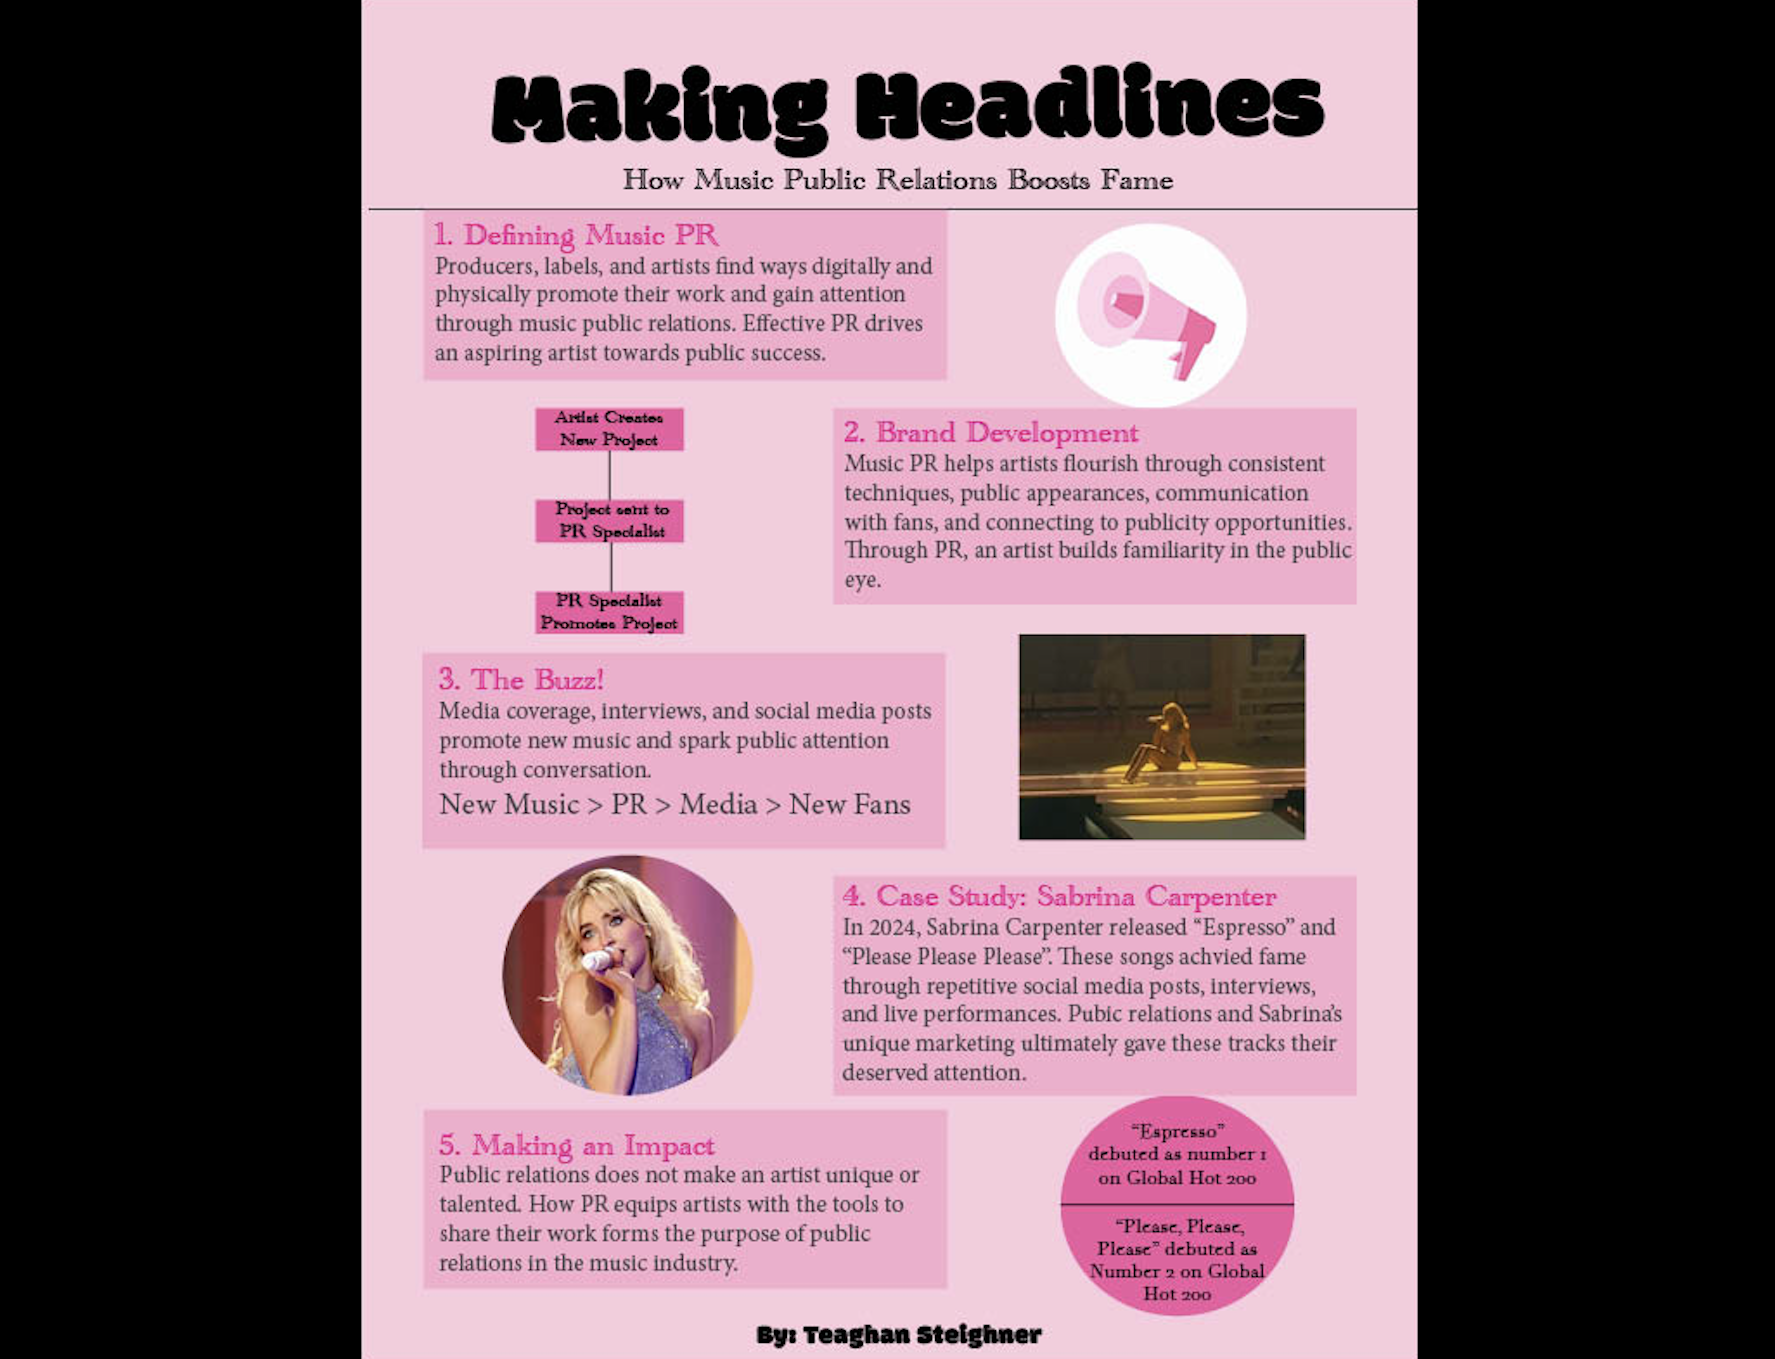 Making Headlines
How Music Public Relations Boosts Fame
1. Defining Music PR
Producers, labels, and artists find ways digitally and
physically promote their work and gain attention
through music public relations. Effective PR drives
an aspiring artist towards public success.
Artist Creates
New Project
Project sent to
PR Specialist
PR Specialist
Promotes Project
2. Brand Development
Music PR helps artists flourish through consistent
techniques, public appearances, communication
with fans, and connecting to publicity opportunities.
Through PR, an artist builds familiarity in the public
eye.
3. The Buzz!
Media coverage, interviews, and social media posts
promote new music and spark public attention
through conversation.
New Music > PR > Media > New Fans
4. Case Study: Sabrina Carpenter
In 2024, Sabrina Carpenter released “Espresso” and
“Please Please Please”. These songs achvied fame
through repetitive social media posts, interviews,
and live performances. Pubic relations and Sabrina’s
unique marketing ultimately gave these tracks their
deserved attention.
5. Making an Impact
Public relations does not make an artist unique or
talented. How PR equips artists with the tools to
share their work forms the purpose of public
relations in the music industry.
“Espresso”
debuted as number 1
on Global Hot 200
“Please, Please,
Please” debuted as
Number 2 on Global
Hot 200
By: Teaghan Steighner